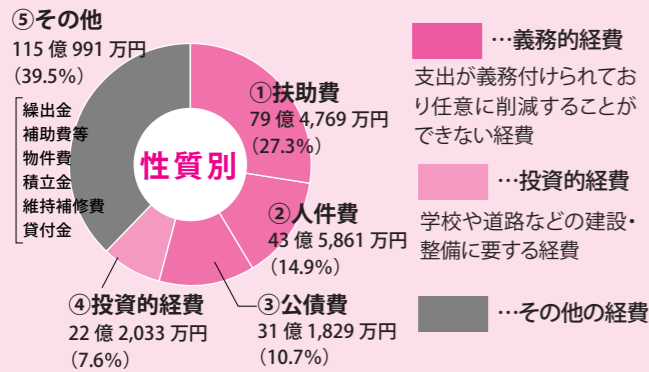 ⑤その他
115 億 991 万円
(39.5%)
繰出金
補助費等
物件費
積立金
維持補修費
貸付金
性質別
①扶助費
79 億 4,769 万円
(27.3%)
②人件費
43 億 5,861 万円
(14.9%)
③公債費
31 億 1,829 万円
(10.7%)
④投資的経費
22 億 2,033 万円
(7.6%)
…義務的経費
支出が義務付けられてお
り任意に削減することが
できない経費
…投資的経費
学校や道路などの建設・
整備に要する経費
…その他の経費